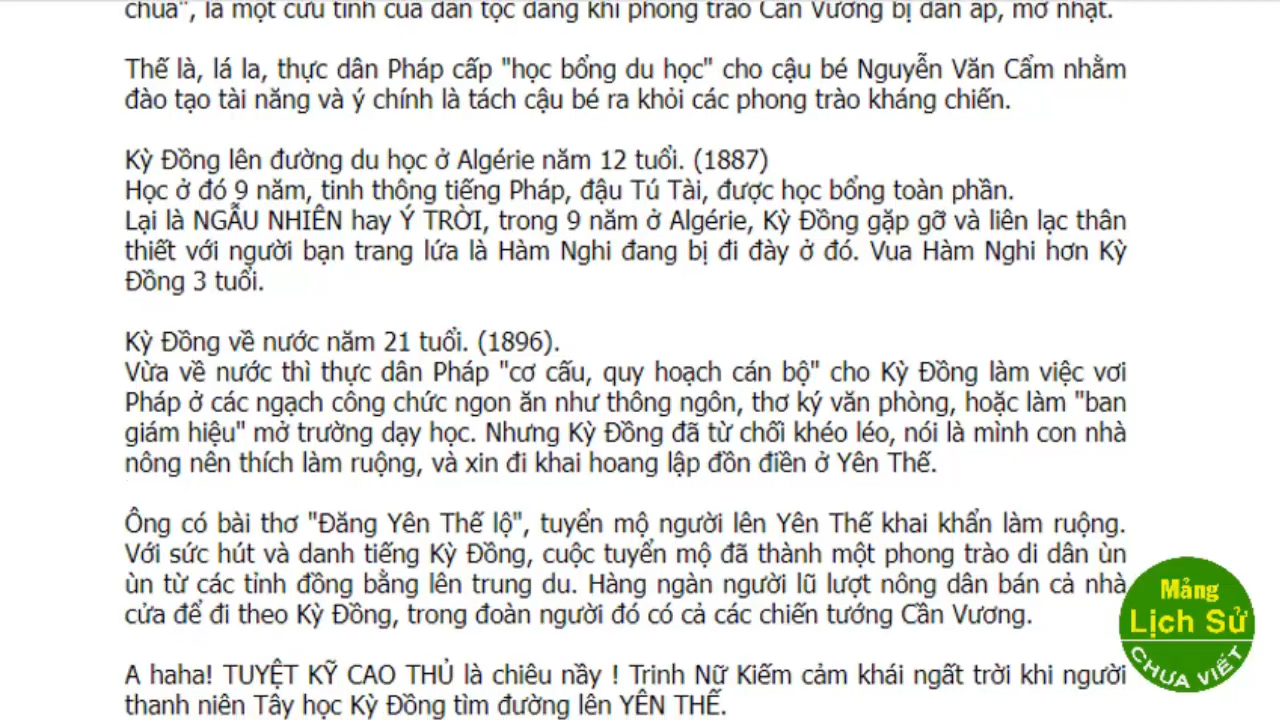 chúa", là một cứu tinh của dân tộc đang khi phong trào Cần Vương bị đàn áp, mờ nhạt.
Thế là, lá la, thực dân Pháp cấp "học bổng du học" cho cậu bé Nguyễn Văn Cẩm nhằm
đào tạo tài năng và ý chính là tách cậu bé ra khỏi các phong trào kháng chiến.
Kỳ Đồng lên đường du học ở Algérie năm 12 tuổi. (1887)
Học ở đó 9 năm, tinh thông tiếng Pháp, đậu Tú Tài, được học bổng toàn phần.
Lại là NGẪU NHIÊN hay Ý TRỜI, trong 9 năm ở Algérie, Kỳ Đồng gặp gỡ và liên lạc thân
thiết với người bạn trang lứa là Hàm Nghi đang bị đi đày ở đó. Vua Hàm Nghi hơn Kỳ
Đồng 3 tuổi.
Kỳ Đồng về nước năm 21 tuổi. (1896).
Vừa về nước thì thực dân Pháp "cơ cấu, quy hoạch cán bộ" cho Kỳ Đồng làm việc vơi
Pháp ở các ngạch công chức ngon ăn như thông ngôn, thơ ký văn phòng, hoặc làm "ban
giám hiệu" mở trường dạy học. Nhưng Kỳ Đồng đã từ chối khéo léo, nói là mình con nhà
nông nên thích làm ruộng, và xin đi khai hoang lập đồn điền ở Yên Thế.
Ông có bài thơ "Đăng Yên Thế lộ", tuyển mộ người lên Yên Thế khai khẩn làm ruộng.
Với sức hút và danh tiếng Kỳ Đồng, cuộc tuyển mộ đã thành một phong trào di dân ùn
ùn từ các tỉnh đồng bằng lên trung du. Hàng ngàn người lũ lượt nông dân bán cả nhà
cửa để đi theo Kỳ Đồng, trong đoàn người đó có cả các chiến tướng Cần Vương.
A haha! TUYỆT KỸ CAO THỦ là chiêu nầy ! Trinh Nữ Kiếm cảm khái ngất trời khi người
thanh niên Tây học Kỳ Đồng tìm đường lên YÊN THẾ.
Mảng
Lịch Sử
CHƯA VIẾT